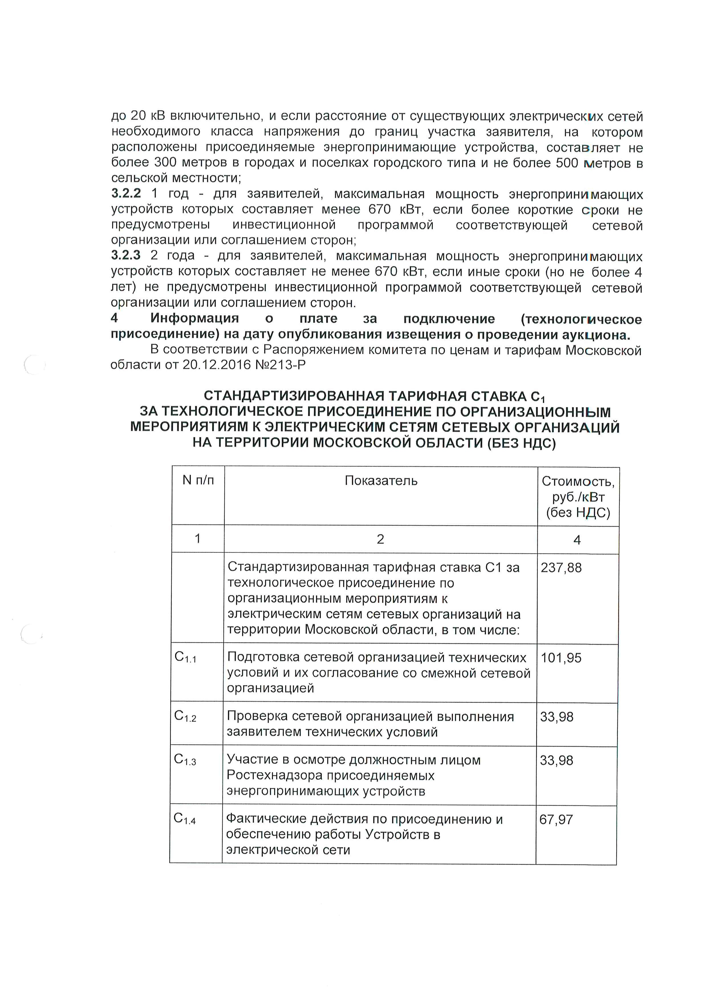 до 20 кВ включительно, и если расстояние от существующих электрических сетей
необходимого класса напряжения до границ участка заявителя, на котором
расположены присоединяемые энергопринимающие устройства, составляет не
более 300 метров в городах и поселках городского типа и не более 500 метров в
сельской местности;
3.2.2 1 год - для заявителей, максимальная мощность энергопринимающих
устройств которых составляет менее 670 кВт, если более короткие сроки не
предусмотрены инвестиционной программой соответствующей сетевой
организации или соглашением сторон;
3.2.3 2 года - для заявителей, максимальная мощность энергопринимающих
устройств которых составляет не менее 670 кВт, если иные сроки (но не более 4
лет) не предусмотрены инвестиционной программой соответствующей сетевой
организации или соглашением сторон.
4 Информация о плате за подключение (технологическое
присоединение) на дату опубликования извещения о проведении аукциона.
В соответствии с Распоряжением комитета по ценам и тарифам Московской
области от 20.12.2016 №213-Р
СТАНДАРТИЗИРОВАННАЯ ТАРИФНАЯ СТАВКА С1
ЗА ТЕХНОЛОГИЧЕСКОЕ ПРИСОЕДИНЕНИЕ ПО ОРГАНИЗАЦИОННЫМ
МЕРОПРИЯТИЯМ К ЭЛЕКТРИЧЕСКИМ СЕТЯМ СЕТЕВЫХ ОРГАНИЗАЦИЙ
НА ТЕРРИТОРИИ МОСКОВСКОЙ ОБЛАСТИ (БЕЗ НДС)
N п/п Показатель Стоимость,
руб./кВт
(без НДС)
1 2 4
Стандартизированная тарифная ставка С1 за 237,88
технологическое присоединение по
организационным мероприятиям к
электрическим сетям сетевых организаций на
территории Московской области, в том числе:
С1.1 Подготовка сетевой организацией технических 101,95
условий и их согласование со смежной сетевой
организацией
С1.2 Проверка сетевой организацией выполнения 33,98
заявителем технических условий
С1.3 Участие в осмотре должностным лицом 33,98
Ростехнадзора присоединяемых
энергопринимающих устройств
С1.4 Фактические действия по присоединению и 67,97
обеспечению работы Устройств в
электрической сети